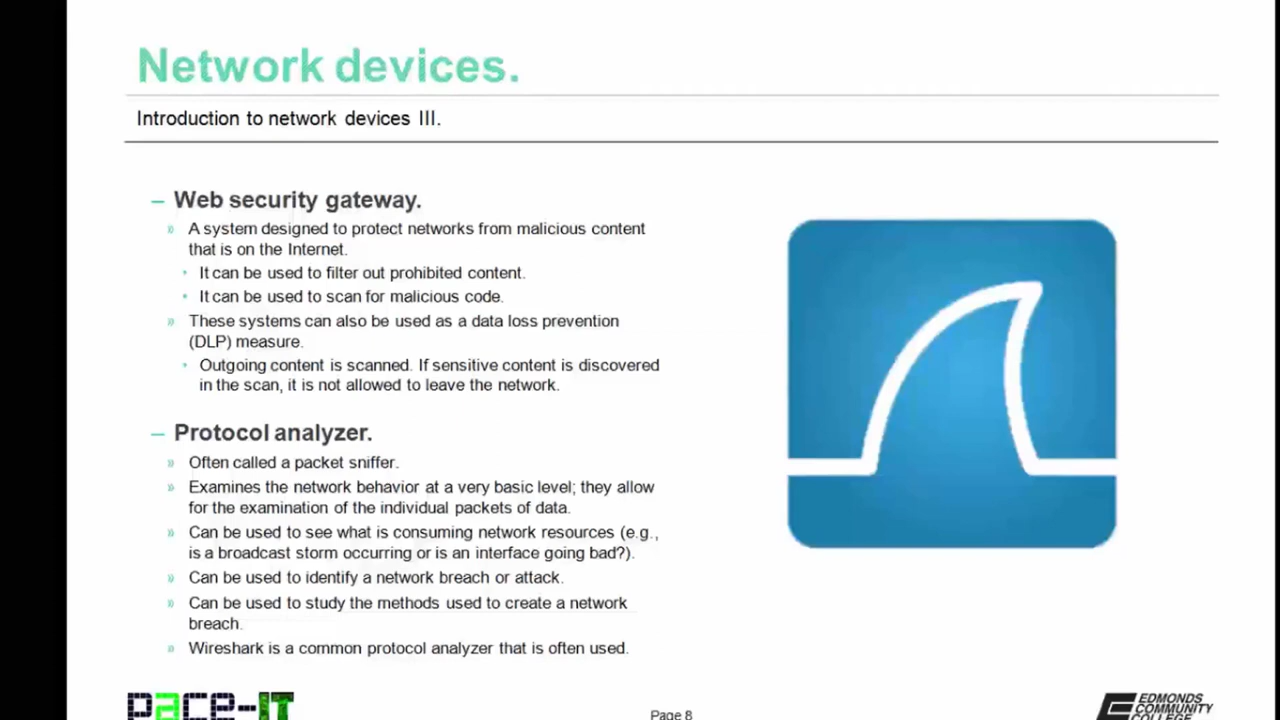 Network devices.
Introduction to network devices III.
– Web security gateway.
» A system designed to protect networks from malicious content
that is on the Internet.
• It can be used to filter out prohibited content.
• It can be used to scan for malicious code.
» These systems can also be used as a data loss prevention
(DLP) measure.
• Outgoing content is scanned. If sensitive content is discovered
in the scan, it is not allowed to leave the network.
– Protocol analyzer.
» Often called a packet sniffer.
» Examines the network behavior at a very basic level; they allow
for the examination of the individual packets of data.
» Can be used to see what is consuming network resources (e.g.,
is a broadcast storm occurring or is an interface going bad?).
» Can be used to identify a network breach or attack.
» Can be used to study the methods used to create a network
breach.
» Wireshark is a common protocol analyzer that is often used.
pace-IT
Page 8
EDMONDS
COMMUNITY
COLLEGE